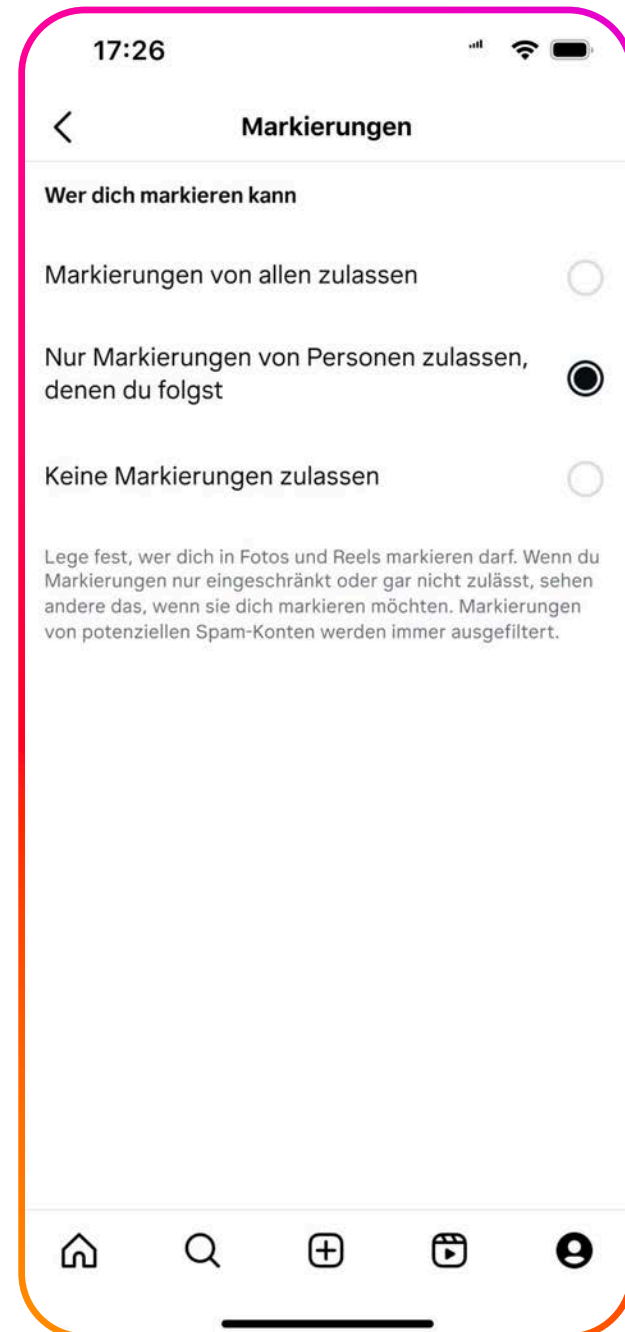 17:26
Markierungen
Wer dich markieren kann
Markierungen von allen zulassen
Nur Markierungen von Personen zulassen,
denen du folgst
Keine Markierungen zulassen
Lege fest, wer dich in Fotos und Reels markieren darf. Wenn du
Markierungen nur eingeschränkt oder gar nicht zulässt, sehen
andere das, wenn sie dich markieren möchten. Markierungen
von potenziellen Spam-Konten werden immer ausgefiltert.